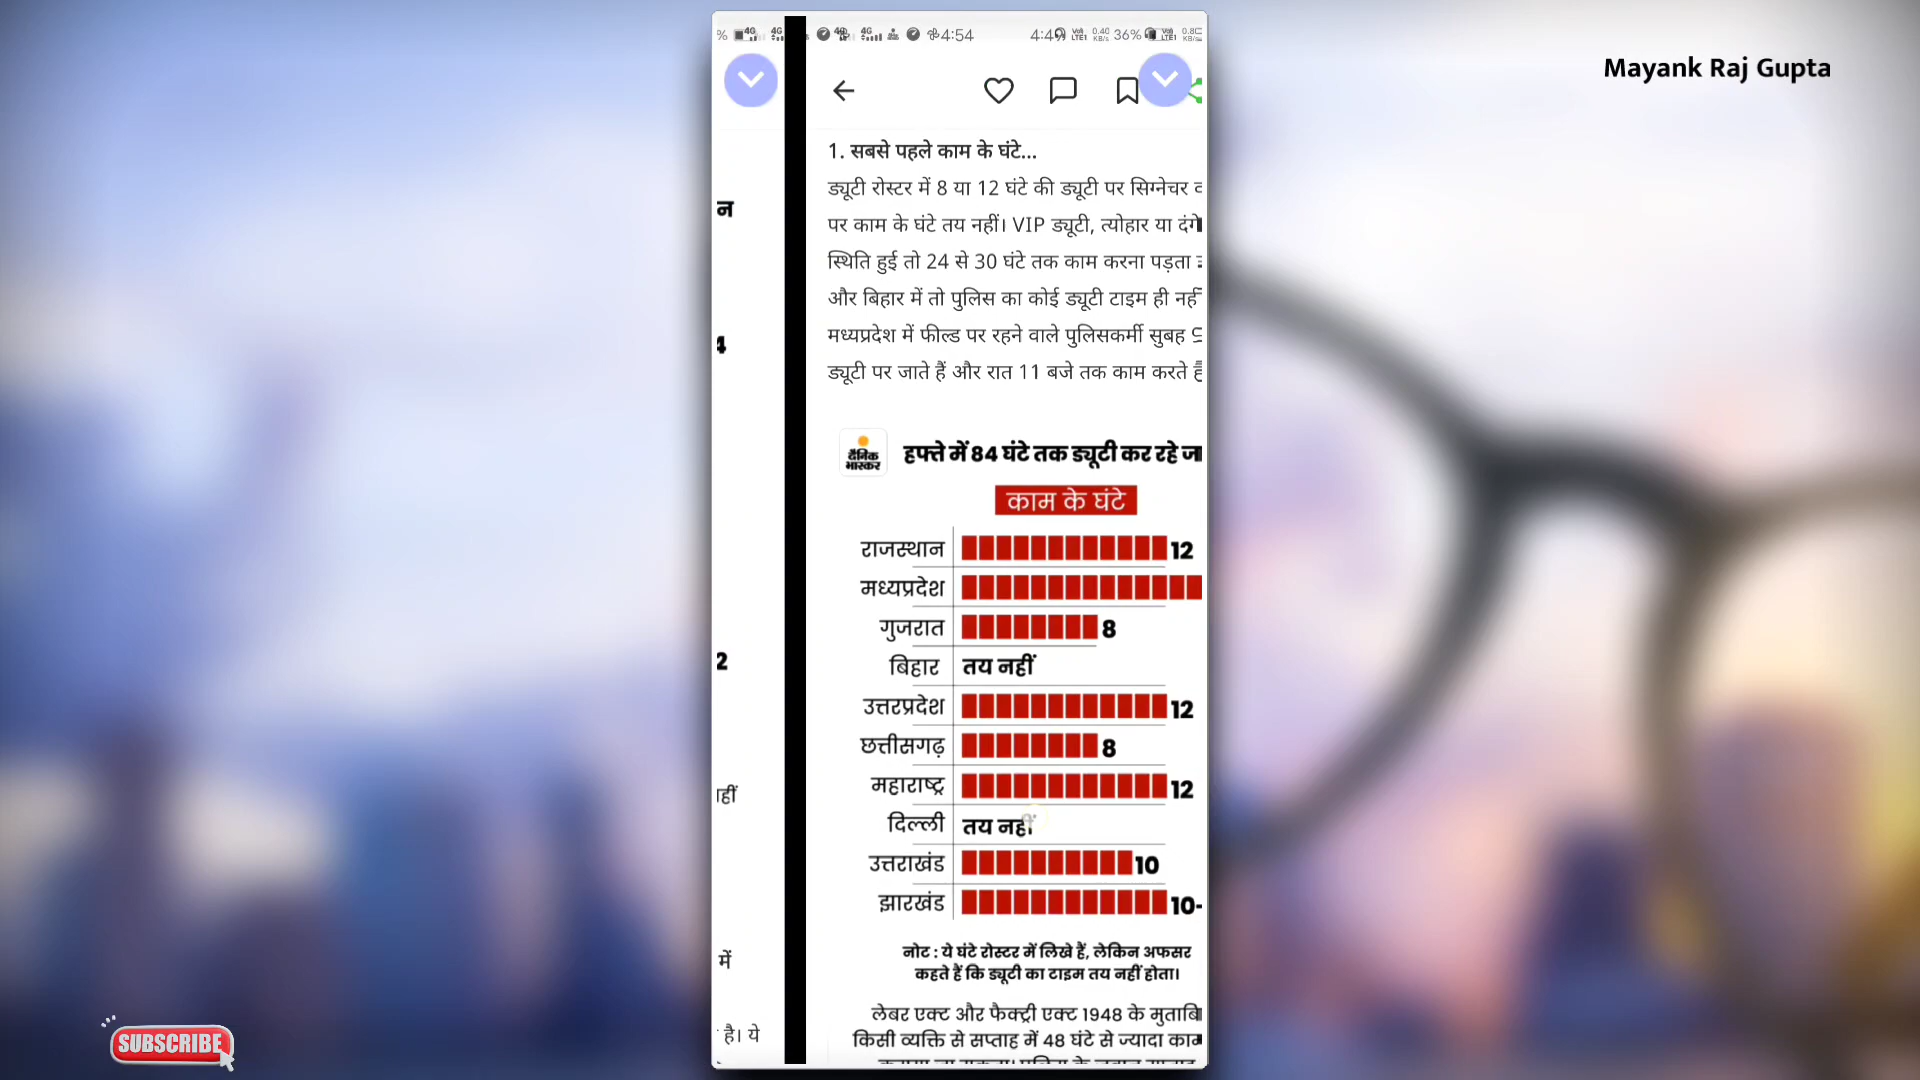 Mayank Raj Gupta
4:54
36%
1. सबसे पहले काम के घंटे...
ड्यूटी रोस्टर में 8 या 12 घंटे की ड्यूटी पर सिग्नेचर
पर काम के घंटे तय नहीं। VIP ड्यूटी, त्योहार या दंगे
स्थिति हुई तो 24 से 30 घंटे तक काम करना पड़ता
और बिहार में तो पुलिस का कोई ड्यूटी टाइम ही
मध्यप्रदेश में फील्ड पर रहने वाले पुलिसकर्मी सुबह
ड्यूटी पर जाते हैं और रात 11 बजे तक काम करते
दैनिक
भास्कर
हफ्ते में 84 घंटे तक ड्यूटी कर रहे
काम के घंटे
राजस्थान 12
मध्यप्रदेश
गुजरात 8
बिहार तय नहीं
उत्तरप्रदेश 12
छत्तीसगढ़ 8
महाराष्ट्र 12
दिल्ली तय नहीं
उत्तराखंड 10
झारखंड 10-
नोट : ये घंटे रोस्टर में लिखे हैं, लेकिन अफसर
कहते हैं कि ड्यूटी का टाइम तय नहीं होता।
लेबर एक्ट और फैक्ट्री एक्ट 1948 के
किसी व्यक्ति से सप्ताह में 48 घंटे से ज्यादा काम
न
4
2
में
है। ये
SUBSCRIBE